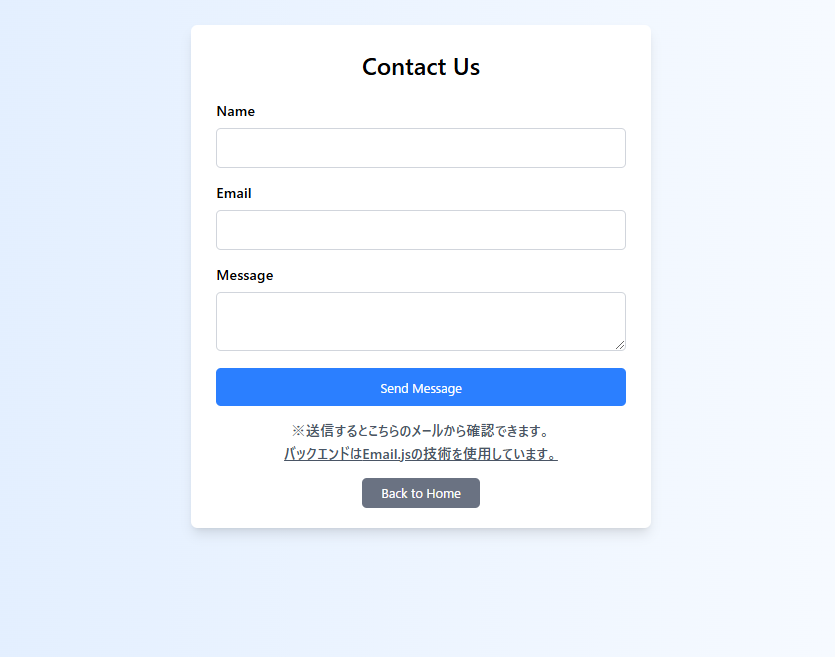 Contact Us
Name
Email
Message
Send Message
※送信するとこちらのメールから確認できます。
バックエンドはEmail.jsの技術を使用しています。
Back to Home